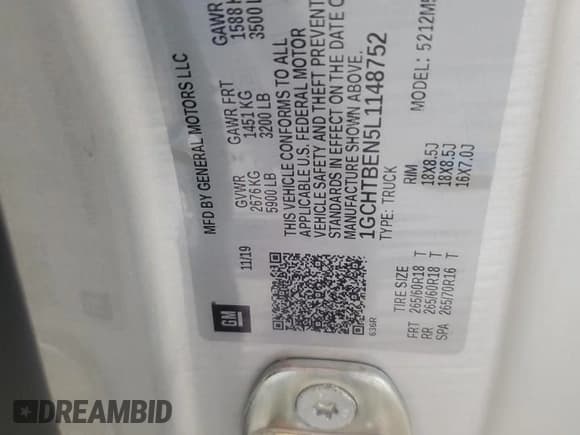 MFD BY GENERAL MOTORS LLC
11/19
GM
GVWR
2676 KG
5900 LB
GAWR FRT
1451 KG
3200 LB
GAWR
1588
3500 L
THIS VEHICLE CONFORMS TO ALL
APPLICABLE U.S. FEDERAL MOTOR
VEHICLE SAFETY AND THEFT PREVENT
STANDARDS IN EFFECT ON THE DATE O
MANUFACTURE SHOWN ABOVE.
1GCHTBEN5L1148752
TYPE: TRUCK
MODEL: 5212M5
636R
TIRE SIZE RIM
FRT 265/60R18 T 18X8.5J
RR 265/60R18 T 18X8.5J
SPA 265/70R16 T 16X7.0J
DREAMBID